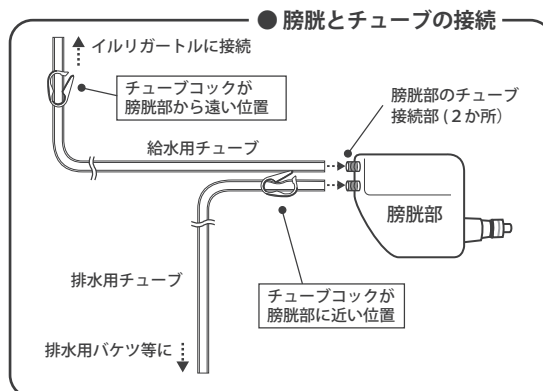 ● 膀胱とチューブの接続
イルリガートルに接続
チューブコックが
膀胱部から遠い位置
膀胱部のチューブ
接続部(２か所)
給水用チューブ
膀胱部
排水用チューブ
チューブコックが
膀胱部に近い位置
排水用バケツ等に